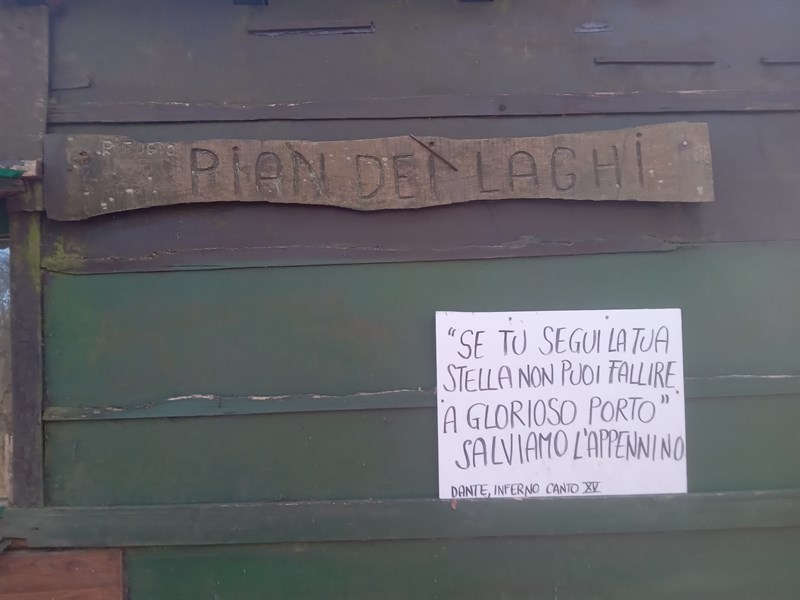 PIAN DEI LAGHI
"SE TU SEGUI LA TUA
STELLA NON PUOI FALLIRE
A GLORIOSO PORTO"
SALVIAMO L'APPENNINO
DANTE, INFERNO CANTO XV